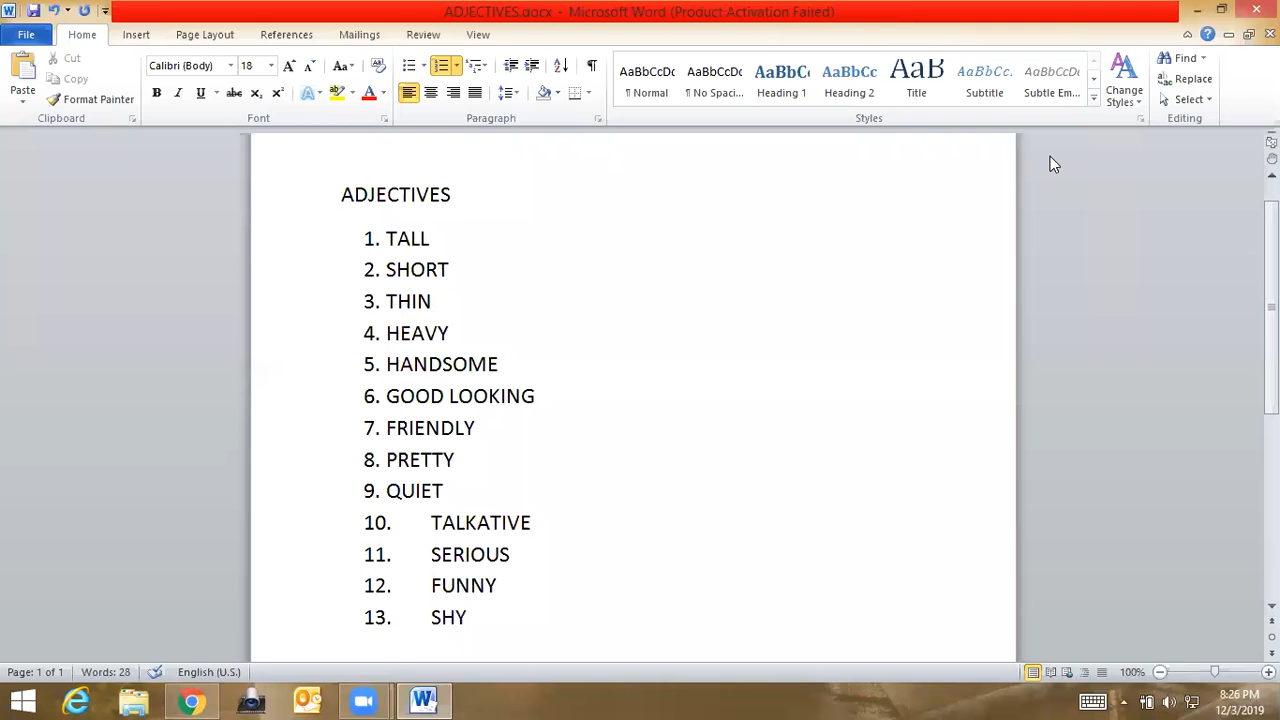 ADJECTIVES.docx - Microsoft Word (Product Activation Failed)
File Home Insert Page Layout References Mailings Review View
Paste
Cut
Copy
Format Painter
Clipboard
Calibri (Body) 18
Font
Paragraph
AaBbCcDc AaBbCcDc AaBbCc AaBbCc AaB AaBbCc. AaBbCcDc
¶ Normal ¶ No Spaci... Heading 1 Heading 2 Title Subtitle Subtle Em...
Styles
Change Styles
Find
Replace
Select
Editing
ADJECTIVES
1. TALL
2. SHORT
3. THIN
4. HEAVY
5. HANDSOME
6. GOOD LOOKING
7. FRIENDLY
8. PRETTY
9. QUIET
10. TALKATIVE
11. SERIOUS
12. FUNNY
13. SHY
Page: 1 of 1 Words: 28 English (U.S.) 100%
8:26 PM
12/3/2019